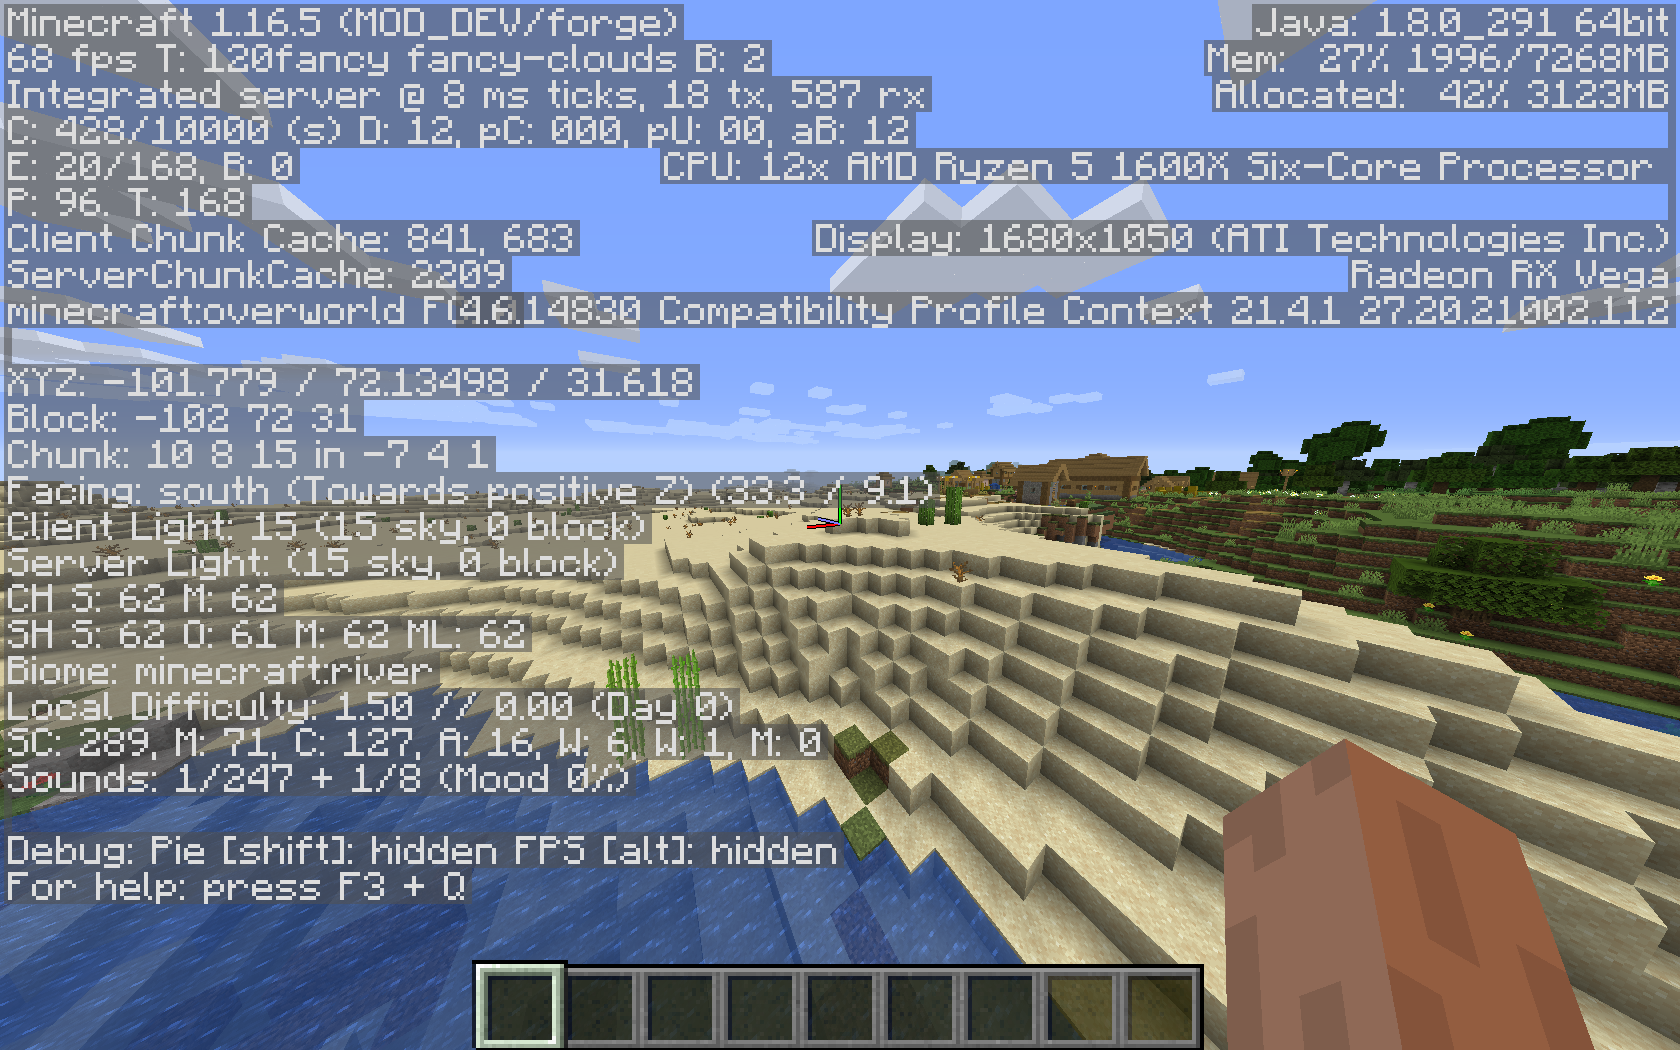 Minecraft 1.16.5 (MOD_DEV/forge)
68 fps T: 120fancy fancy-clouds B: 2
Integrated server @ 8 ms ticks, 18 tx, 587 rx
C: 429/10000 (s) D: 12, pC: 000, pU: 00, aB: 12
E: 20/168, B: 0
P: 96. T: 168
Client Chunk Cache: 841, 683
ServerChunkCache: 2209
minecraft:overworld
XYZ: -101.779 / 72.13498 / 31.618
Block: -102 72 31
Chunk: 10 8 15 in -7 4 1
Facing: south (Towards positive Z) (33.3 / 9.1)
Client Light: 15 (15 sky, 0 block)
Server Light: (15 sky, 0 block)
CH S: 62 M: 62
SH S: 62 O: 61 M: 62 ML: 62
Biome: minecraft:river
Local Difficulty: 1.50 // 0.00 (Day 0)
SC: 289, M: 71, C: 127, A: 16, W: 6, W: 1, M: 0
Sounds: 1/247 + 1/8 (Mood 0%)
Debug: Pie [shift]: hidden FPS [alt]: hidden
For help: press F3 + Q
Java: 1.8.0_291 64bit
Mem: 27% 1996/7268MB
Allocated: 42% 3123MB
CPU: 12x AMD Ryzen 5 1600X Six-Core Processor
Display: 1680x1050 (ATI Technologies Inc.)
Radeon RX Vega
4.6.14830 Compatibility Profile Context 21.4.1 27.20.21002.112